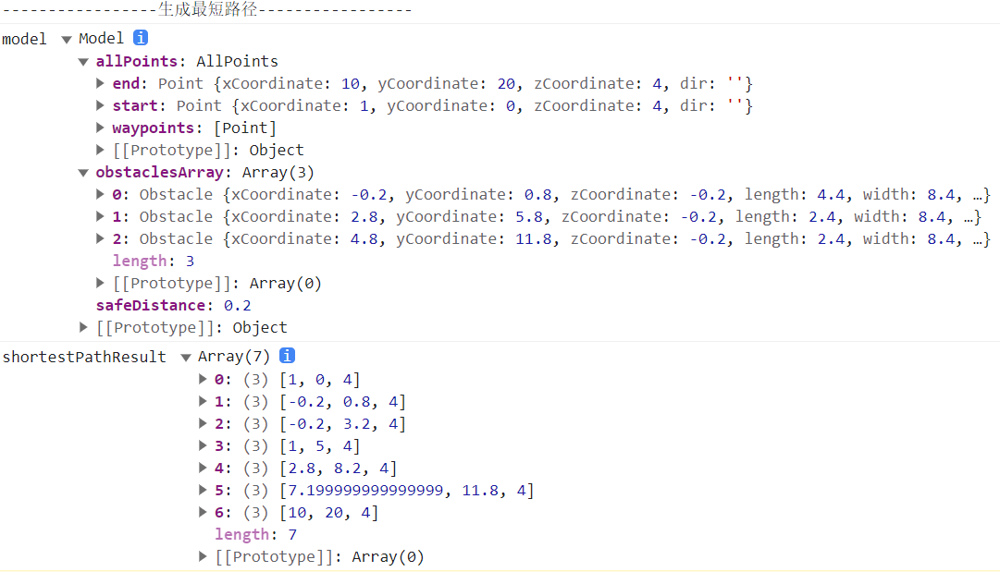 -----------------生成最短路径-----------------
model ▼ Model i
▼ allPoints: AllPoints
▶ end: Point {xCoordinate: 10, yCoordinate: 20, zCoordinate: 4, dir: ''}
▶ start: Point {xCoordinate: 1, yCoordinate: 0, zCoordinate: 4, dir: ''}
▶ waypoints: [Point]
▶ [[Prototype]]: Object
▼ obstaclesArray: Array(3)
▶ 0: Obstacle {xCoordinate: -0.2, yCoordinate: 0.8, zCoordinate: -0.2, length: 4.4, width: 8.4, …}
▶ 1: Obstacle {xCoordinate: 2.8, yCoordinate: 5.8, zCoordinate: -0.2, length: 2.4, width: 8.4, …}
▶ 2: Obstacle {xCoordinate: 4.8, yCoordinate: 11.8, zCoordinate: -0.2, length: 2.4, width: 8.4, …}
length: 3
▶ [[Prototype]]: Array(0)
safeDistance: 0.2
▶ [[Prototype]]: Object
shortestPathResult ▼ Array(7) i
▶ 0: (3) [1, 0, 4]
▶ 1: (3) [-0.2, 0.8, 4]
▶ 2: (3) [-0.2, 3.2, 4]
▶ 3: (3) [1, 5, 4]
▶ 4: (3) [2.8, 8.2, 4]
▶ 5: (3) [7.199999999999999, 11.8, 4]
▶ 6: (3) [10, 20, 4]
length: 7
▶ [[Prototype]]: Array(0)